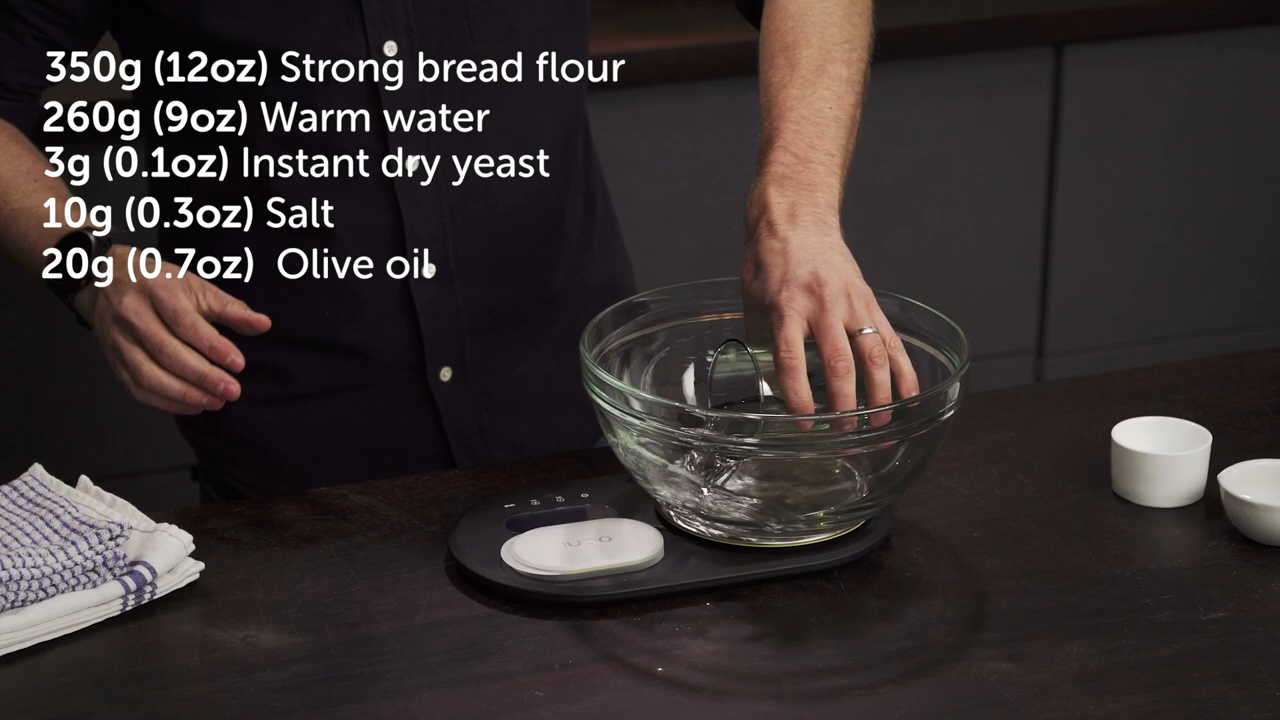 350g (12oz) Strong bread flour
260g (9oz) Warm water
3g (0.1oz) Instant dry yeast
10g (0.3oz) Salt
20g (0.7oz) Olive oil